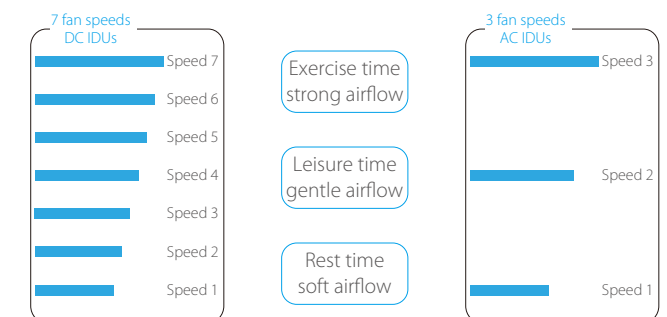 7 fan speeds
DC IDUs
Speed 7
Speed 6
Speed 5
Speed 4
Speed 3
Speed 2
Speed 1
Exercise time
strong airflow
Leisure time
gentle airflow
Rest time
soft airflow
3 fan speeds
AC IDUs
Speed 3
Speed 2
Speed 1